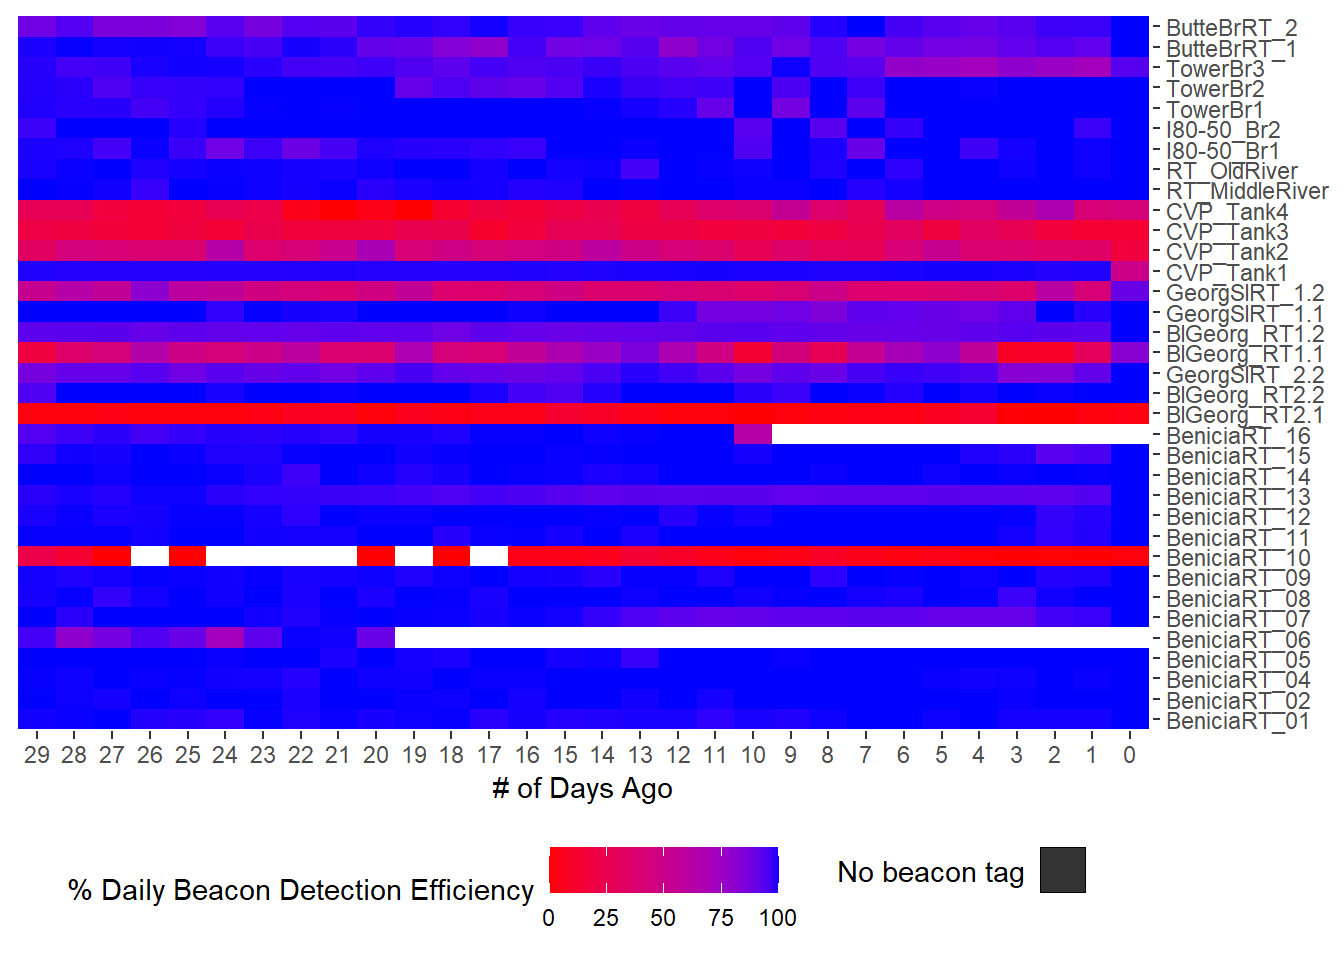 ButteBrRT_2
ButteBrRT_1
TowerBr3
TowerBr2
TowerBr1
I80-50_Br2
I80-50_Br1
RT_OldRiver
RT_MiddleRiver
CVP_Tank4
CVP_Tank3
CVP_Tank2
CVP_Tank1
GeorgSlRT_1.2
GeorgSlRT_1.1
BlGeorg_RT1.2
BlGeorg_RT1.1
GeorgSlRT_2.2
BlGeorg_RT2.2
BlGeorg_RT2.1
BeniciaRT_16
BeniciaRT_15
BeniciaRT_14
BeniciaRT_13
BeniciaRT_12
BeniciaRT_11
BeniciaRT_10
BeniciaRT_09
BeniciaRT_08
BeniciaRT_07
BeniciaRT_06
BeniciaRT_05
BeniciaRT_04
BeniciaRT_02
BeniciaRT_01
29 28 27 26 25 24 23 22 21 20 19 18 17 16 15 14 13 12 11 10 9 8 7 6 5 4 3 2 1 0
# of Days Ago
% Daily Beacon Detection Efficiency
0 25 50 75 100
No beacon tag